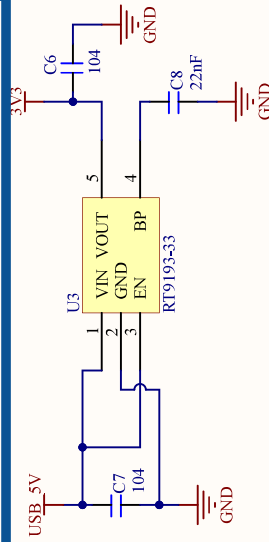 GND
C6
104
3V3
C8
22nF
GND
5
4
VIN VOUT
GND
EN
BP
U3
RT9193-33
1
2
3
USB_5V
C7
104
GND